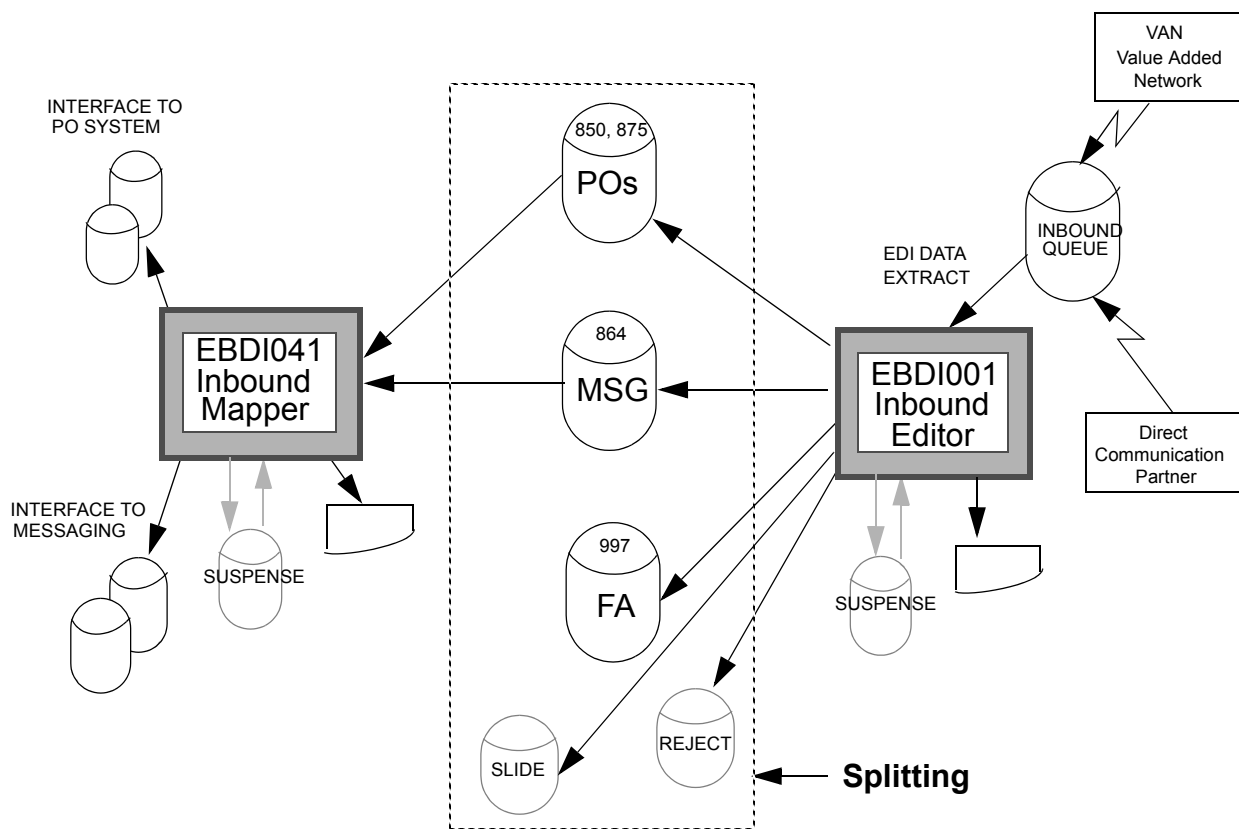 VAN
Value Added
Network
INTERFACE TO
PO SYSTEM
850, 875
POs
INBOUND
QUEUE
EDI DATA
EXTRACT
EBDI041
Inbound
Mapper
864
MSG
EBDI001
Inbound
Editor
Direct
Communication
Partner
INTERFACE TO
MESSAGING
SUSPENSE
997
FA
SUSPENSE
SLIDE
REJECT
Splitting